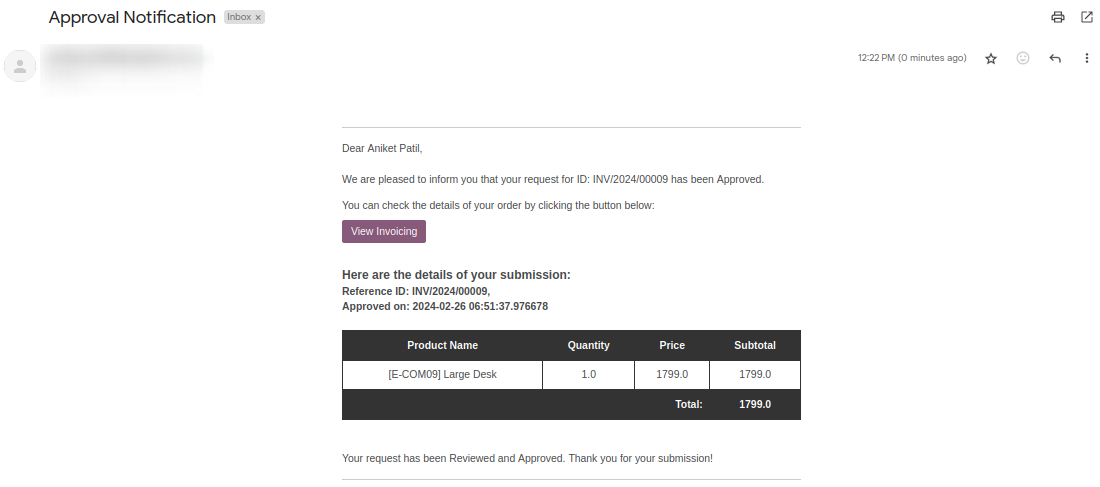 Approval Notification Inbox ×
12:22 PM (0 minutes ago)
Dear Aniket Patil,
We are pleased to inform you that your request for ID: INV/2024/00009 has been Approved.
You can check the details of your order by clicking the button below:
View Invoicing
Here are the details of your submission:
Reference ID: INV/2024/00009,
Approved on: 2024-02-26 06:51:37.976678
Product Name Quantity Price Subtotal
[E-COM09] Large Desk 1.0 1799.0 1799.0
Total: 1799.0
Your request has been Reviewed and Approved. Thank you for your submission!